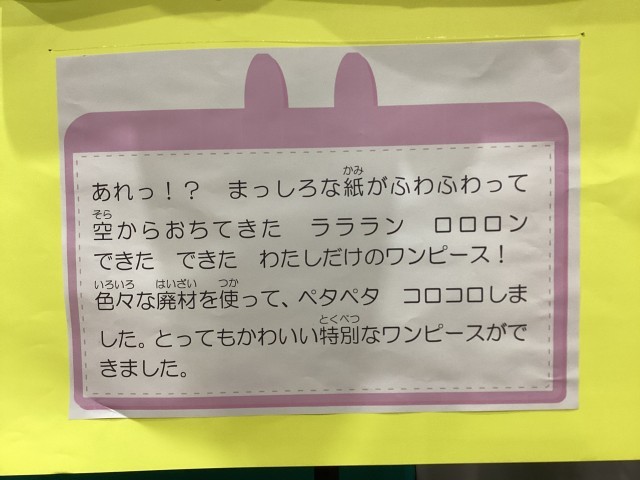 あれっ！？　まっしろな紙がふわふわって
空からおちてきた　ラララン　ロロロン
できた　できた　わたしだけのワンピース！
色々な廃材を使って、ペタペタ　コロコロしま
した。とってもかわいい特別なワンピースがで
きました。